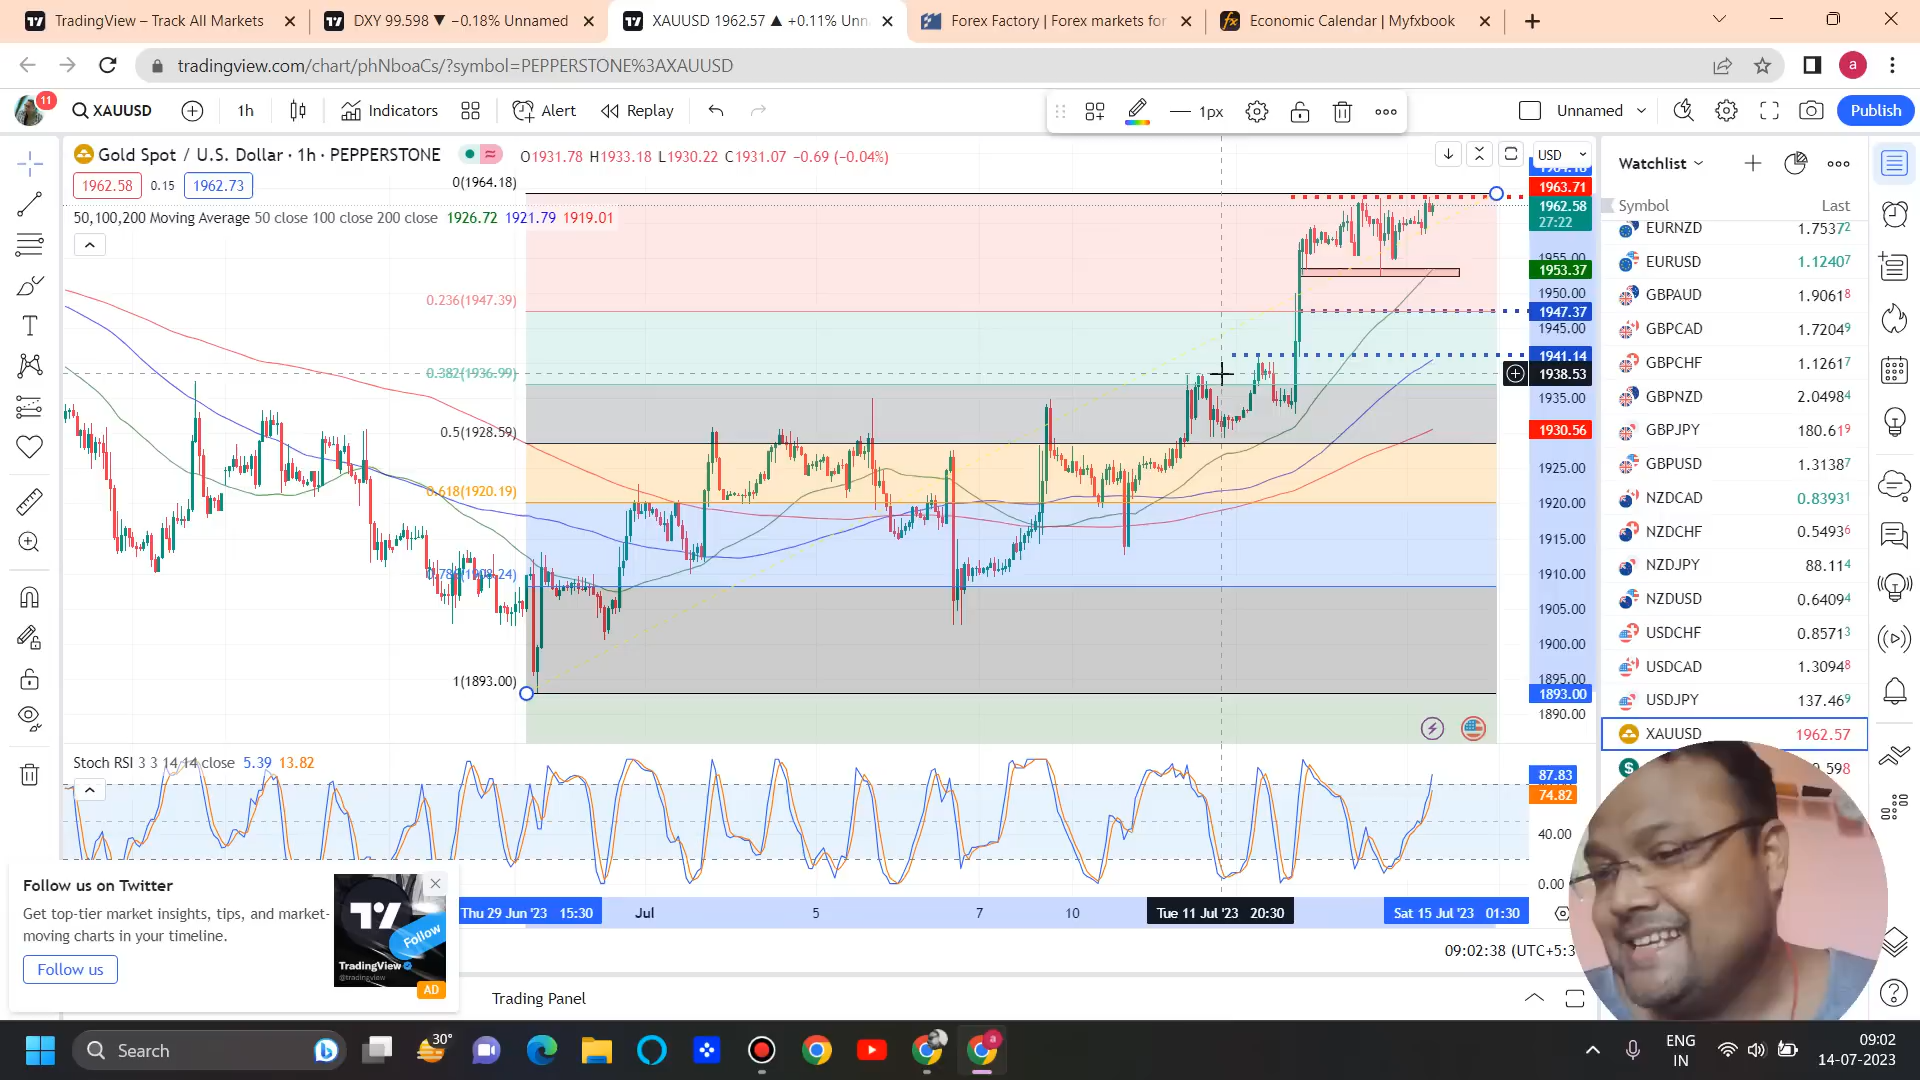 TradingView – Track All Markets
DXY 99.598 ▼ −0.18% Unnamed
XAUUSD 1962.57 ▲ +0.11% Unn
Forex Factory | Forex markets for
Economic Calendar | Myfxbook
tradingview.com/chart/phNboaCs/?symbol=PEPPERSTONE%3AXAUUSD
a
11
XAUUSD
1h
Indicators
Alert
Replay
1px
Unnamed
Publish
Gold Spot / U.S. Dollar · 1h · PEPPERSTONE
O1931.78 H1933.18 L1930.22 C1931.07 −0.69 (−0.04%)
1962.58
0.15
1962.73
50,100,200 Moving Average 50 close 100 close 200 close 1926.72 1921.79 1919.01
0(1964.18)
0.236(1947.39)
0.382(1936.99)
0.5(1928.59)
0.618(1920.19)
0.786(1908.24)
1(1893.00)
USD
1964.18
1963.71
1962.58
27:22
1955.00
1953.37
1950.00
1947.37
1945.00
1941.14
1938.53
1935.00
1930.56
1925.00
1920.00
1915.00
1910.00
1905.00
1900.00
1895.00
1893.00
1890.00
Stoch RSI 3 3 14 14 close 5.39 13.82
87.83
74.82
40.00
0.00
Thu 29 Jun '23 15:30
Jul
5
7
10
Tue 11 Jul '23 20:30
Sat 15 Jul '23 01:30
09:02:38 (UTC+5:3
Trading Panel
Follow us on Twitter
Get top-tier market insights, tips, and market-
moving charts in your timeline.
Follow us
Follow
TradingView
@tradingview
AD
Watchlist
Symbol
Last
EURNZD 1.75372
EURUSD 1.12407
GBPAUD 1.90618
GBPCAD 1.72049
GBPCHF 1.12617
GBPNZD 2.04984
GBPJPY 180.619
GBPUSD 1.31387
NZDCAD 0.83931
NZDCHF 0.54936
NZDJPY 88.114
NZDUSD 0.64094
USDCHF 0.85713
USDCAD 1.30948
USDJPY 137.469
XAUUSD 1962.57
.598
Search
30°
a
ENG
IN
09:02
14-07-2023